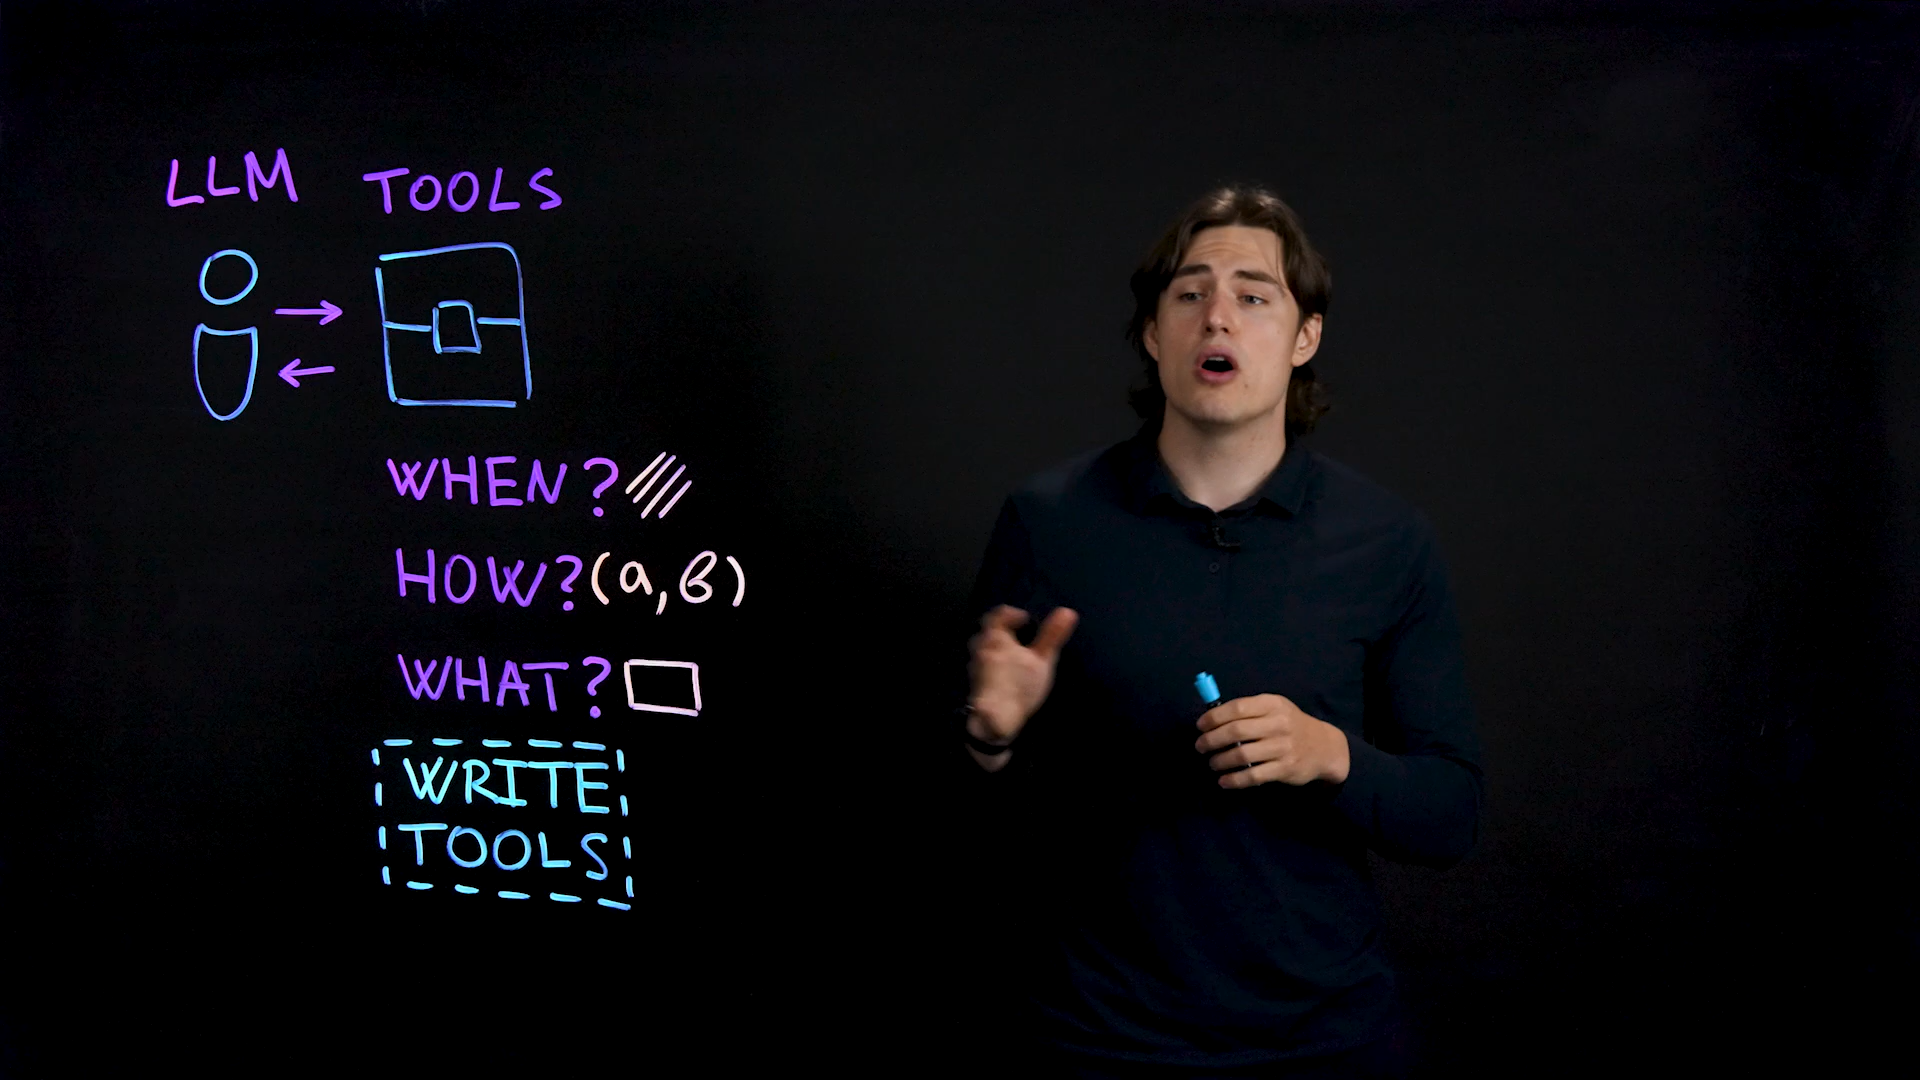 LLM TOOLS
WHEN?
HOW?(a,b)
WHAT?
WRITE
TOOLS